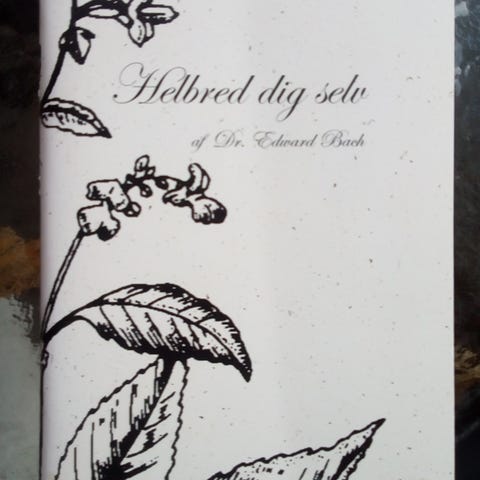 Helbred dig selv
af Dr. Edward Bach